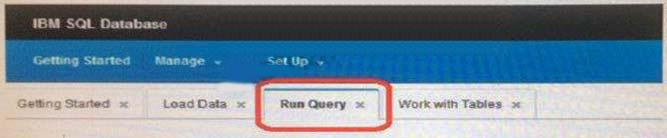 IBM SQL Database
Getting Started Manage Set Up
Getting Started × Load Data × Run Query × Work with Tables ×